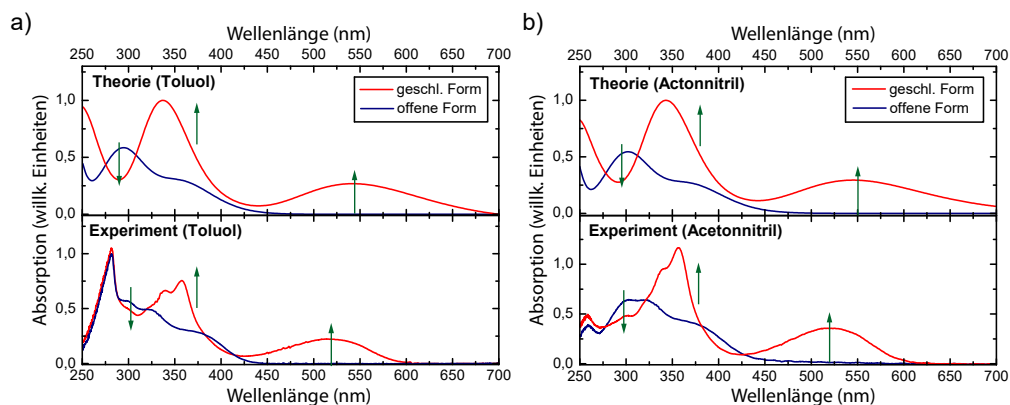 a)
Wellenlänge (nm)
250 300 350 400 450 500 550 600 650 700
Theorie (Toluol)
geschl. Form
offene Form
1,0
0,5
0,0
Experiment (Toluol)
1,0
0,5
0,0
Absorption (willk. Einheiten)
250 300 350 400 450 500 550 600 650 700
Wellenlänge (nm)
b)
Wellenlänge (nm)
250 300 350 400 450 500 550 600 650 700
Theorie (Actonnitril)
geschl. Form
offene Form
1,0
0,5
0,0
Experiment (Acetonnitril)
1,0
0,5
0,0
Absorption (willk. Einheiten)
250 300 350 400 450 500 550 600 650 700
Wellenlänge (nm)